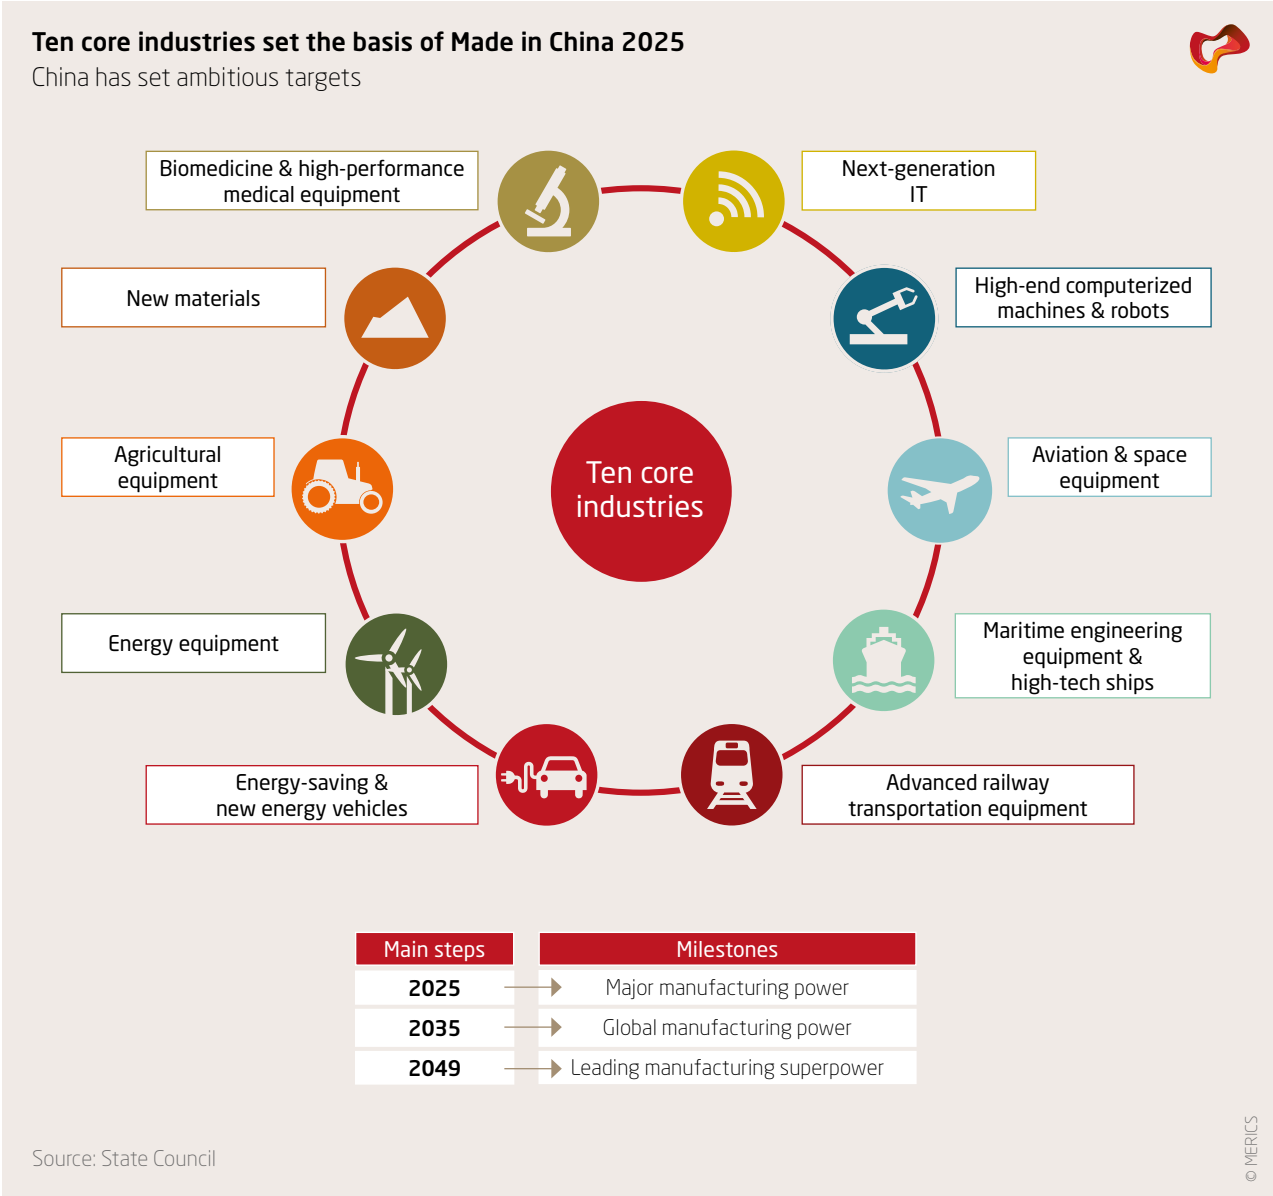 Ten core industries set the basis of Made in China 2025
China has set ambitious targets
Biomedicine & high-performance
medical equipment
Next-generation
IT
New materials
High-end computerized
machines & robots
Agricultural
equipment
Ten core
industries
Aviation & space
equipment
Energy equipment
Maritime engineering
equipment &
high-tech ships
Energy-saving &
new energy vehicles
Advanced railway
transportation equipment
Main steps
Milestones
2025
Major manufacturing power
2035
Global manufacturing power
2049
Leading manufacturing superpower
Source: State Council
© MERICS